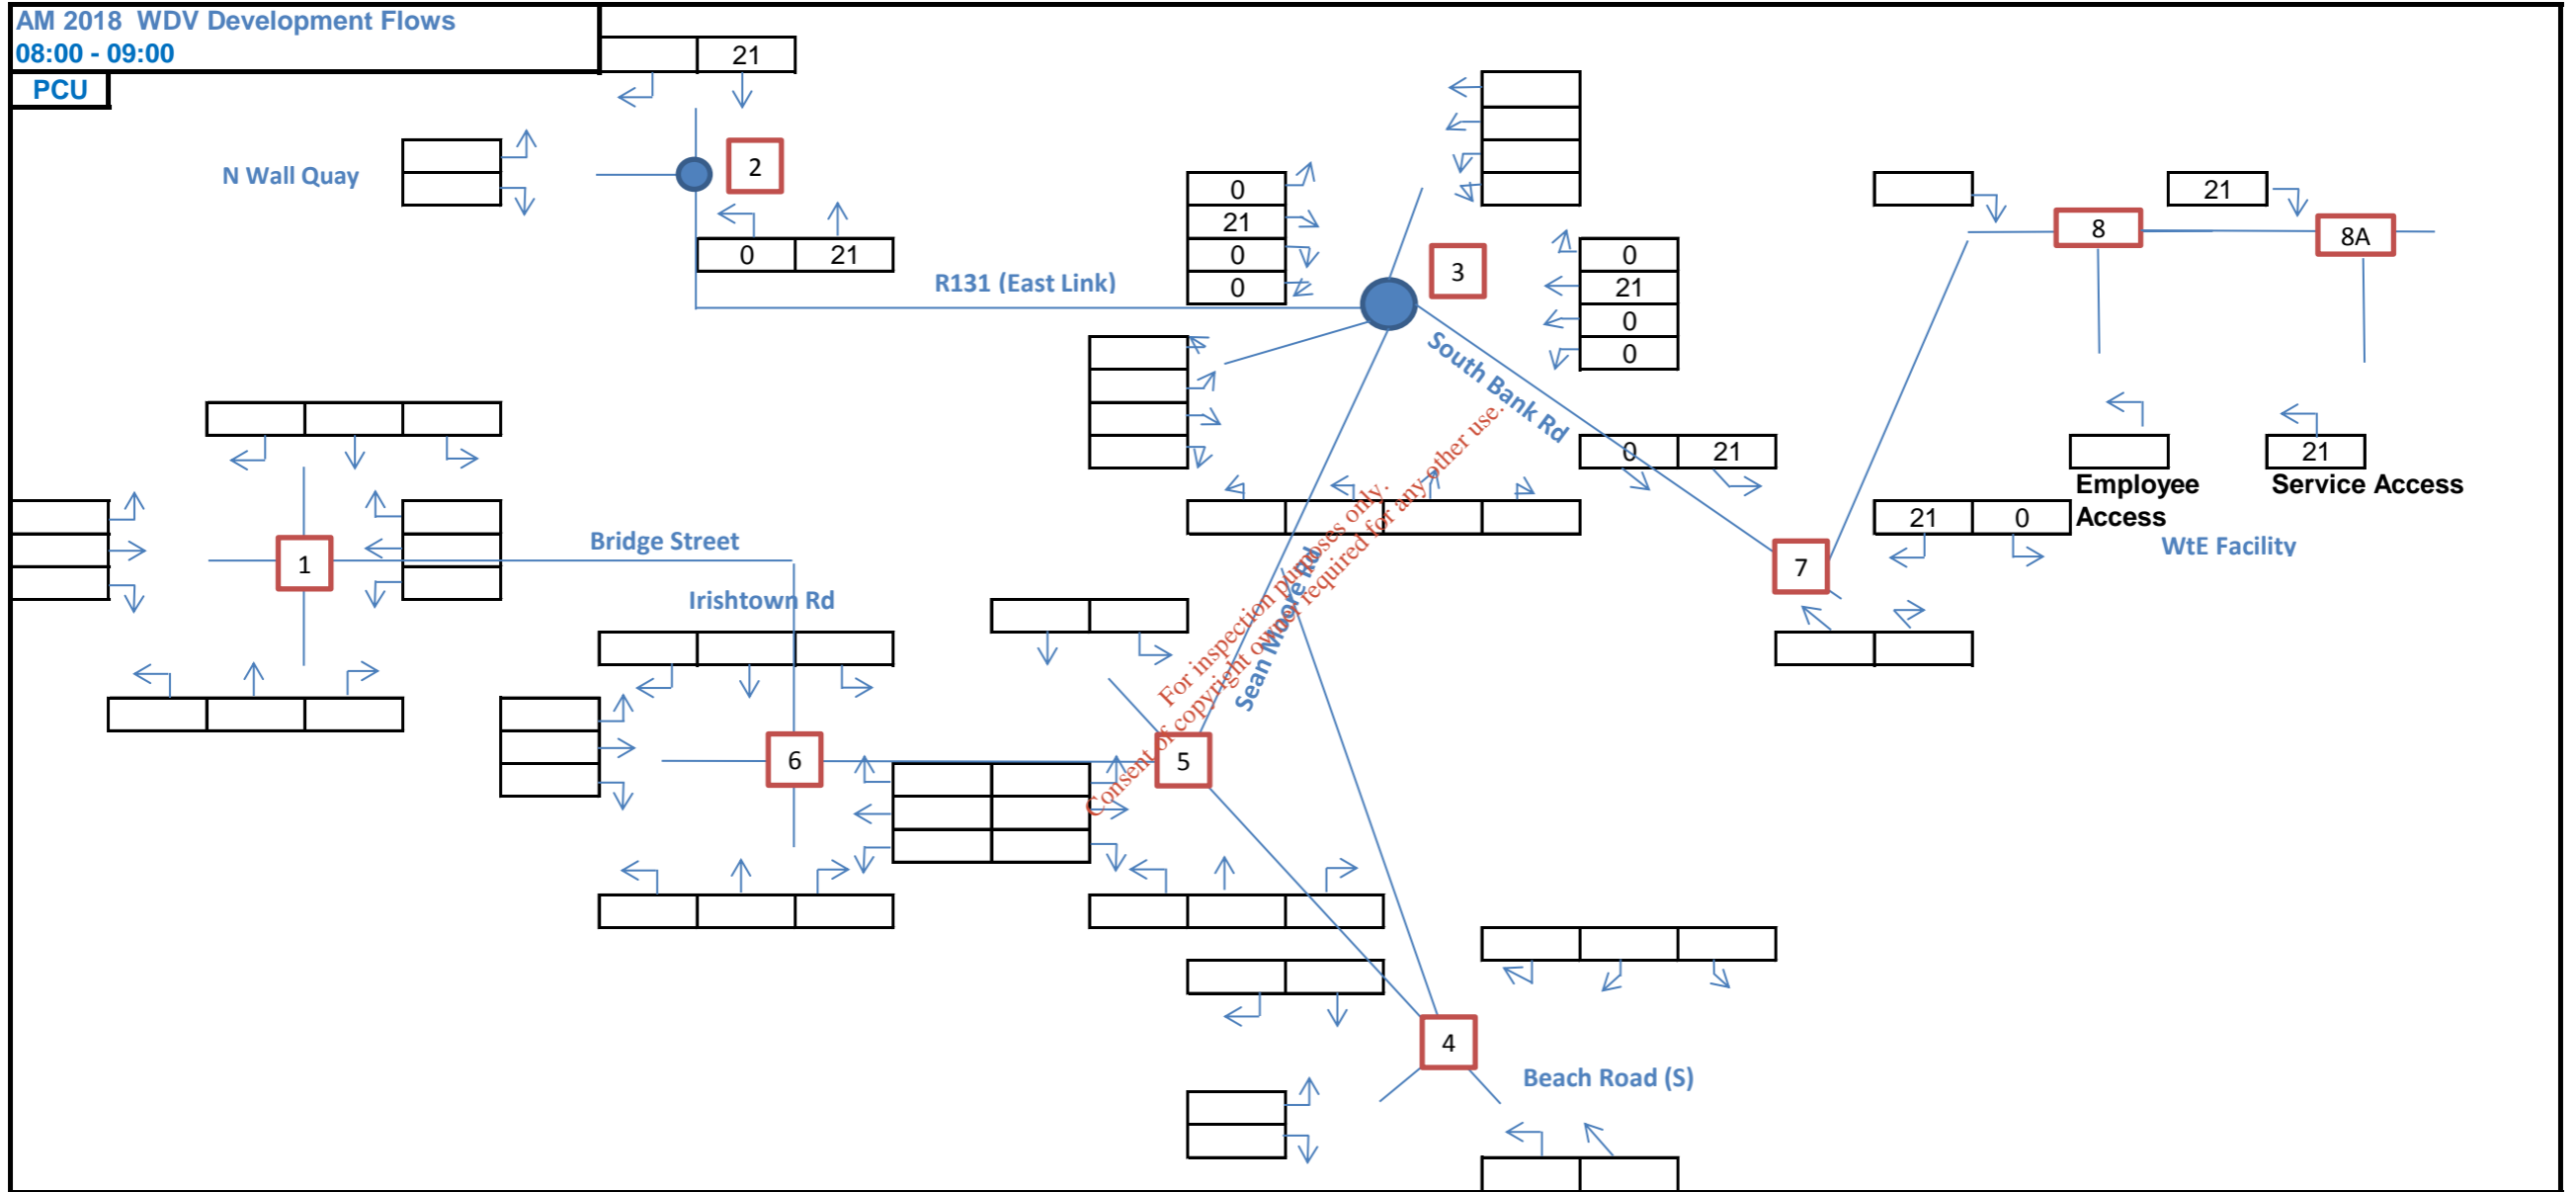 AM 2018 WDV Development Flows
08:00 - 09:00
PCU
21
N Wall Quay
2
0 21
R131 (East Link)
0
21
0
0
3
0
21
0
0
South Bank Rd
21
8
8A
0 21
21
Employee
Access
Service Access
21 0
WtE Facility
7
1
Bridge Street
Irishtown Rd
6
5
Sean Moore Rd
For inspection purposes only.
Consent of copyright owner required for any other use.
4
Beach Road (S)